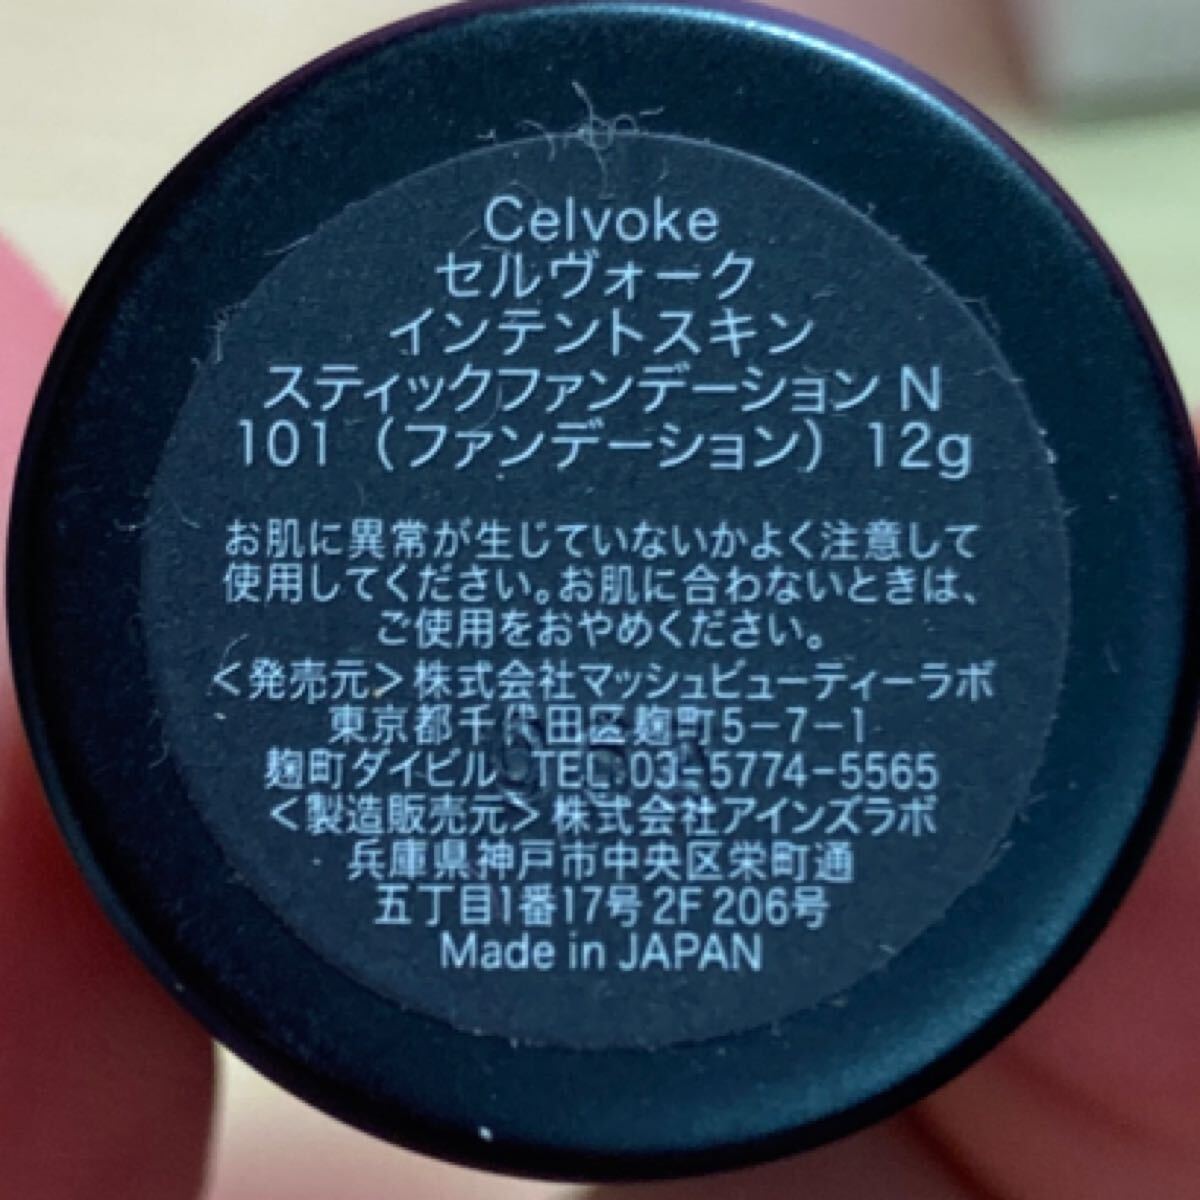 Celvoke
セルヴォーク
インテントスキン
スティックファンデーション N
101（ファンデーション）12g
お肌に異常が生じていないかよく注意して
使用してください。お肌に合わないときは、
ご使用をおやめください。
＜発売元＞株式会社マッシュビューティーラボ
東京都千代田区麹町5-7-1
麹町ダイビル TEL:03-5774-5565
＜製造販売元＞株式会社アインズラボ
兵庫県神戸市中央区栄町通
五丁目1番17号 2F 206号
Made in JAPAN